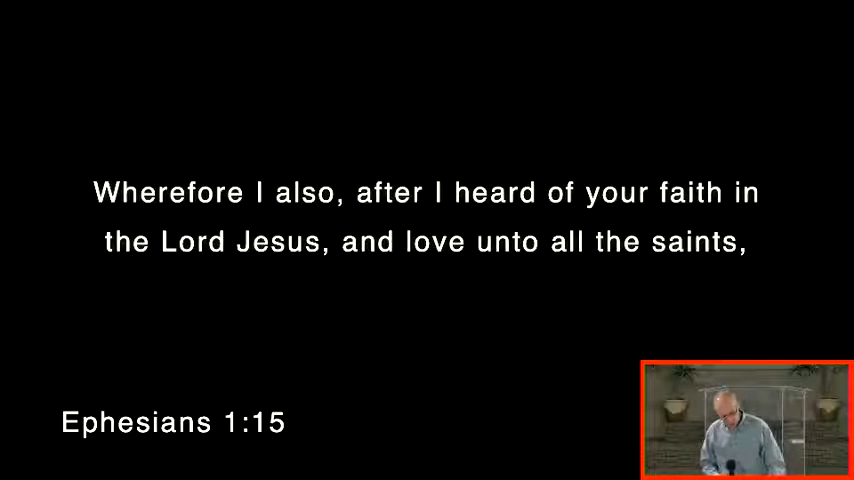 Wherefore I also, after I heard of your faith in
the Lord Jesus, and love unto all the saints,
Ephesians 1:15